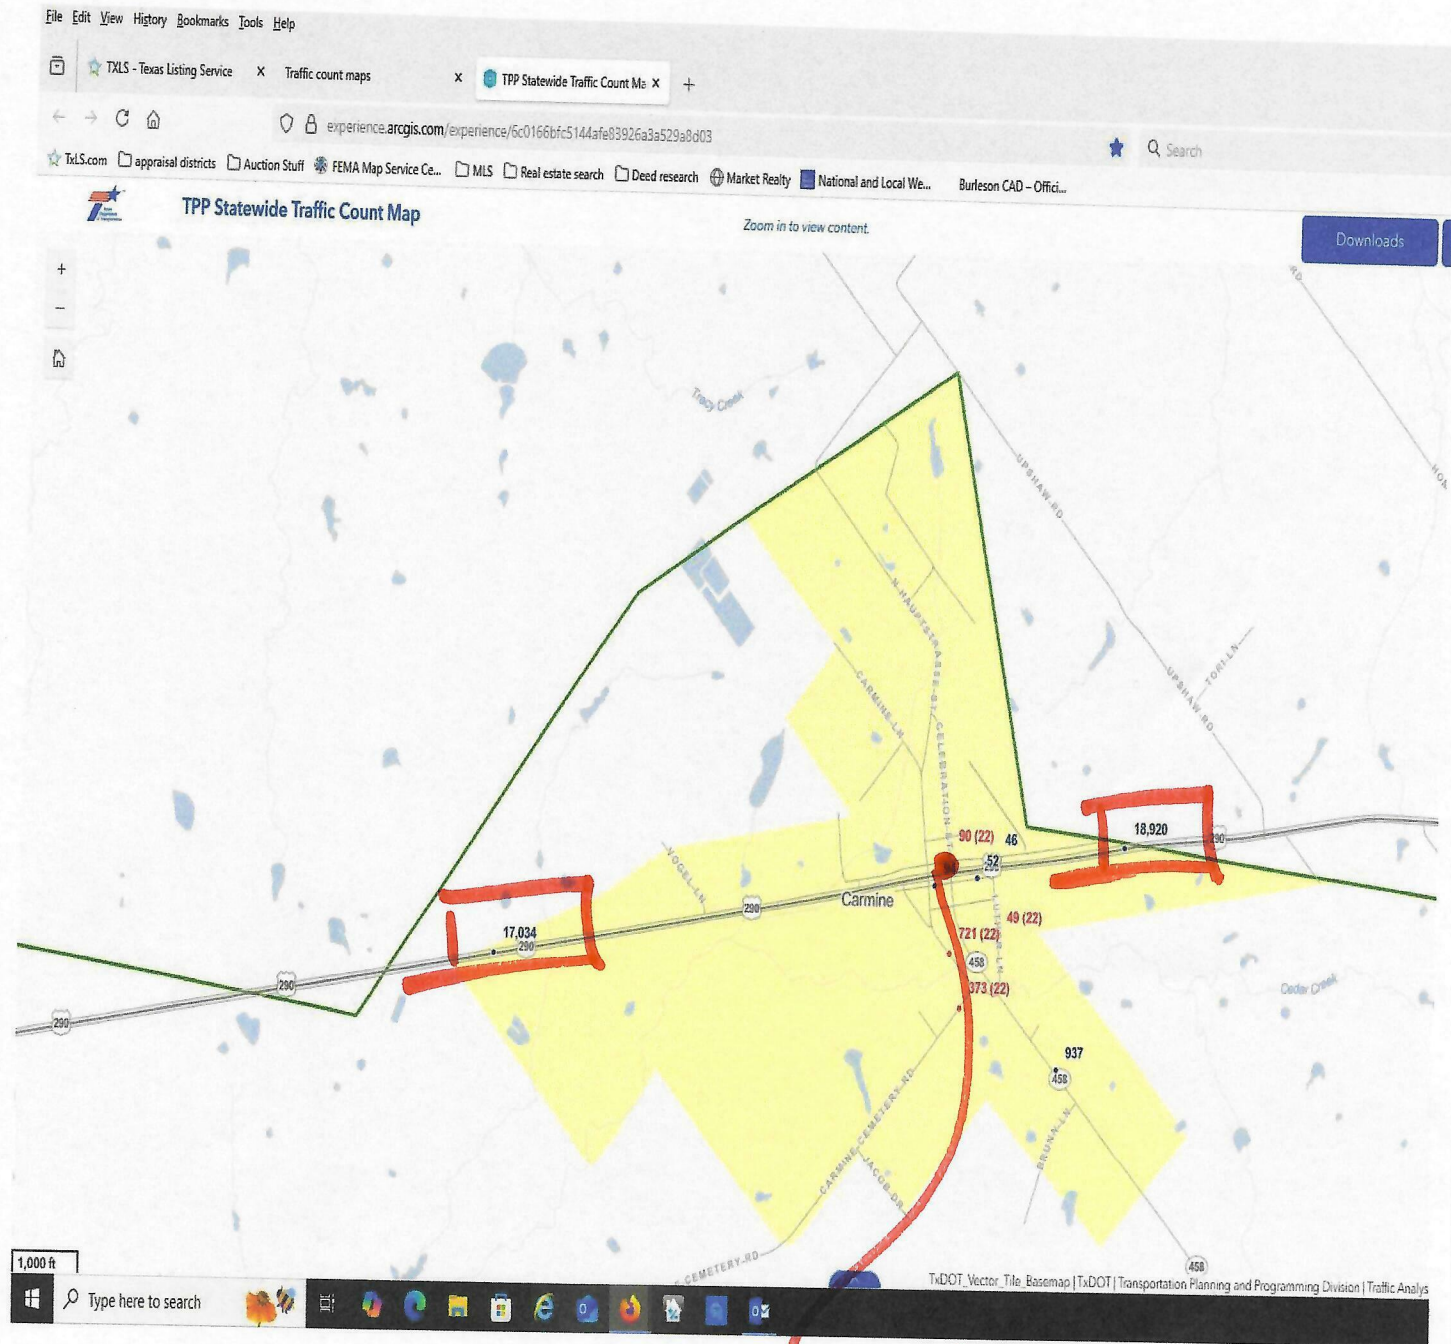 File Edit View History Bookmarks Tools Help
TXLS - Texas Listing Service X
Traffic count maps x
TPP Statewide Traffic Count Ma X +
experience.arcgis.com/experience/6c0166bfc5144afe83926a3a529a8d03
Search
TxLS.com appraisal districts Auction Stuff FEMA Map Service Ce... MLS Real estate search Deed research Market Realty National and Local We... Burleson CAD – Offici...
TPP Statewide Traffic Count Map
Zoom in to view content.
Downloads
+
−
RD
Tracy Creek
UPSHAW-RD
N-HAUPTSTRASSE-ST
CARMINE-LN
UPSHAW-RD
TORI-LN
CELEBRATION ST
90 (22)
46
18,920
290
52
VOGEL-LN
Carmine
290
49 (22)
17,034
290
721 (22)
458
290
373 (22)
Cedar Creek
290
937
458
CARMINE-CEMETERY-RD
BRUNN-LN
JACOB-DR
CEMETERY-RD
458
1,000 ft
TxDOT_Vector_Tile_Basemap | TxDOT | Transportation Planning and Programming Division | Traffic Analys
Type here to search